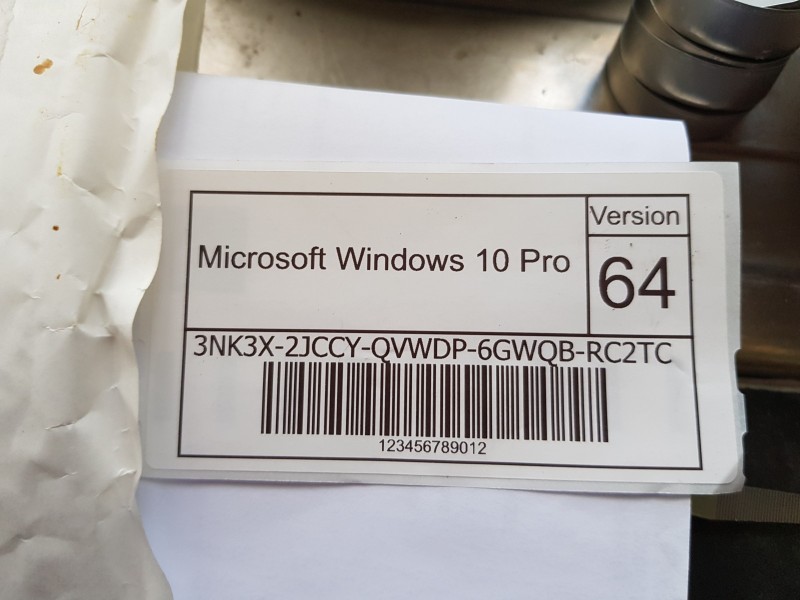 Microsoft Windows 10 Pro
Version
64
3NK3X-2JCCY-QVWDP-6GWQB-RC2TC
123456789012